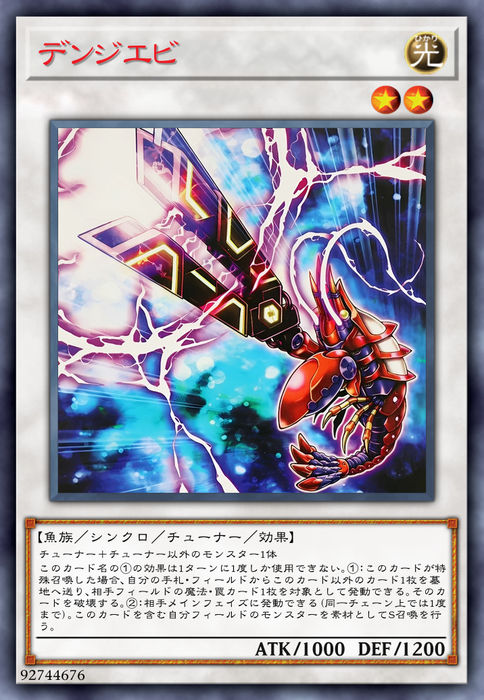 デンジエビ
光
ひかり
【魚族／シンクロ／チューナー／効果】
チューナー＋チューナー以外のモンスター1体
このカード名の①の効果は1ターンに1度しか使用できない。①：このカードが特
殊召喚した場合、自分の手札・フィールドからこのカード以外のカード1枚を墓
地へ送り、相手フィールドの魔法・罠カード1枚を対象として発動できる。そのカ
ードを破壊する。②：相手メインフェイズに発動できる（同一チェーン上では1度
まで）。このカードを含む自分フィールドのモンスターを素材としてS召喚を行
う。
ATK/1000 DEF/1200
92744676